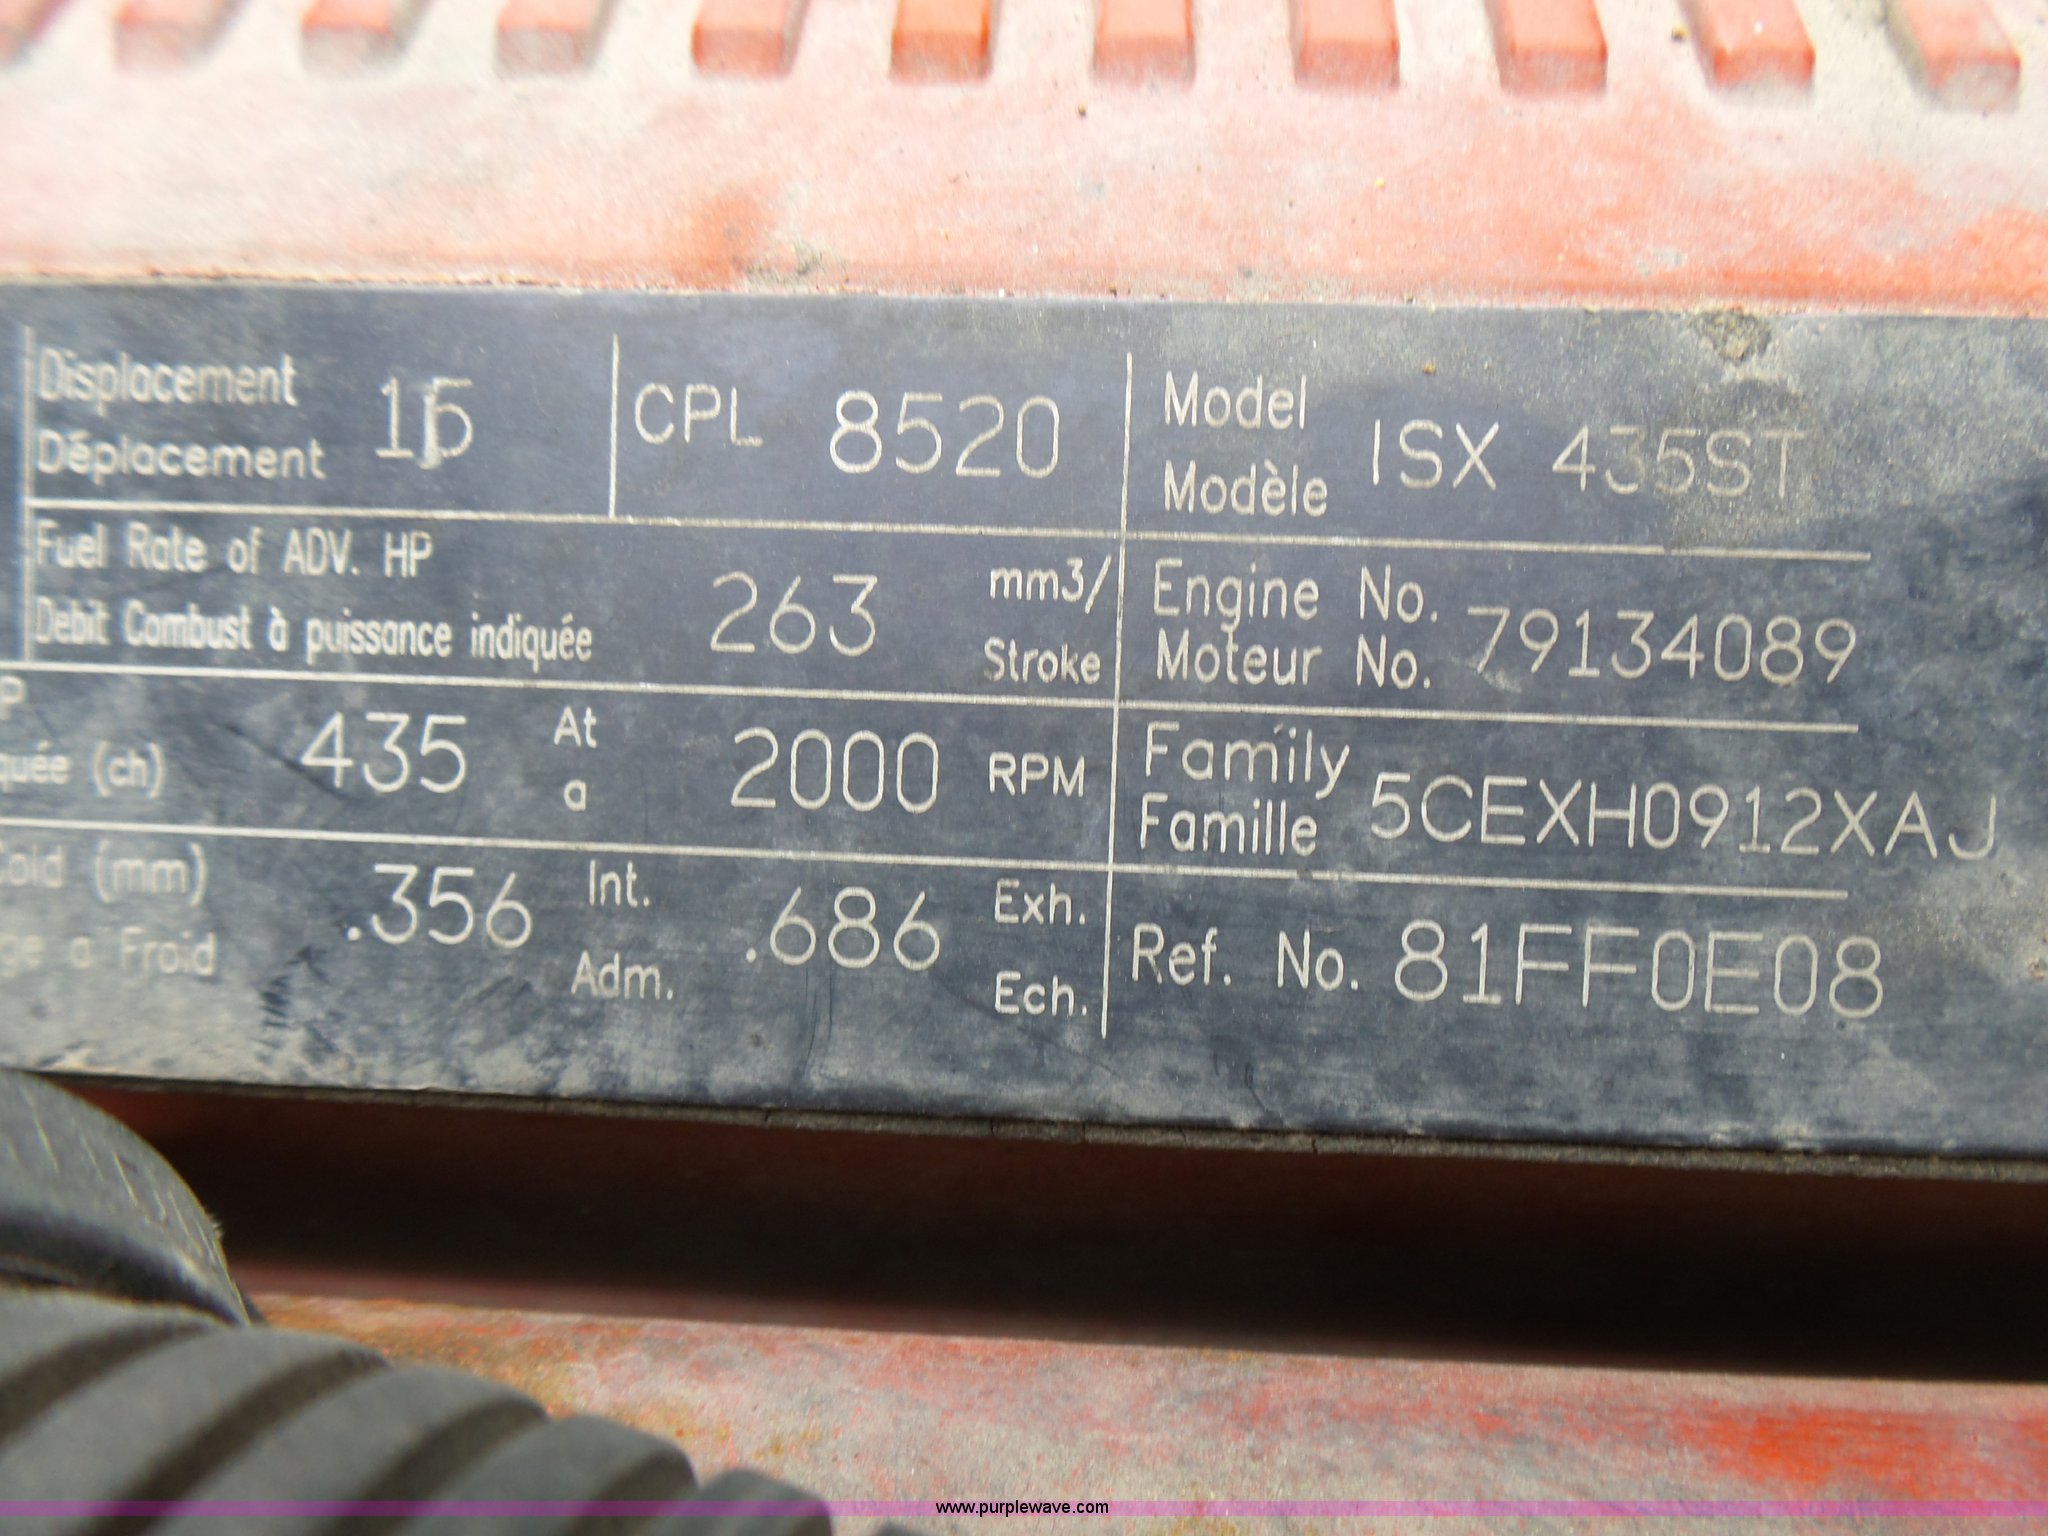 Displacement
Déplacement
15
CPL 8520
Model
Modèle
ISX 435ST
Fuel Rate of ADV. HP
Debit Combust à puissance indiquée
263
mm3/
Stroke
Engine No.
Moteur No.
79134089
P
quée (ch)
435
At
a
2000
RPM
Family
Famille
5CEXH0912XAJ
Cold (mm)
ge a Froid
.356
Int.
Adm.
.686
Exh.
Ech.
Ref. No. 81FF0E08
www.purplewave.com